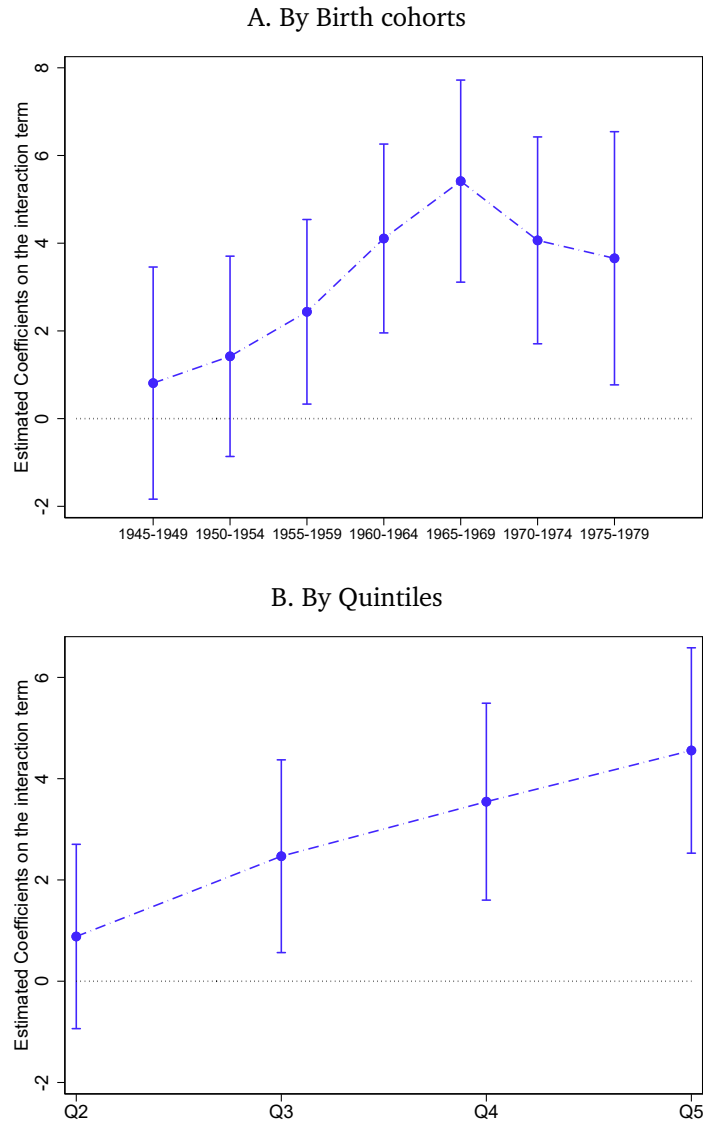 A. By Birth cohorts
Estimated Coefficients on the interaction term
8
6
4
2
0
-2
1945-1949 1950-1954 1955-1959 1960-1964 1965-1969 1970-1974 1975-1979
B. By Quintiles
Estimated Coefficients on the interaction term
6
4
2
0
-2
Q2 Q3 Q4 Q5